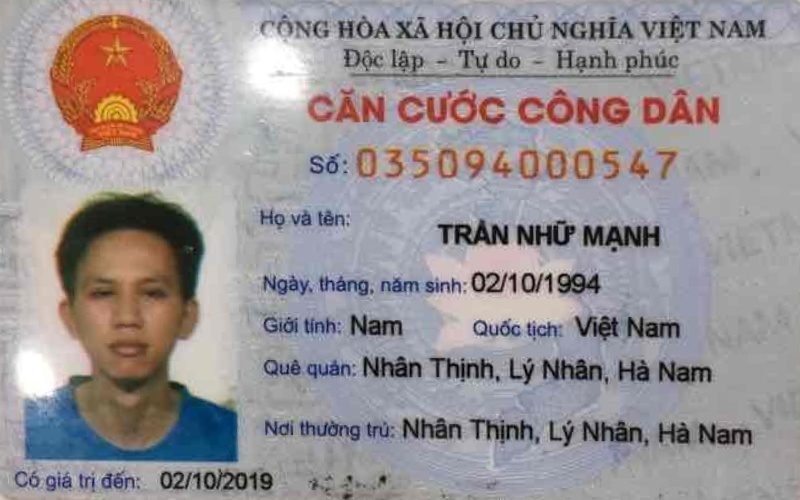 CỘNG HÒA XÃ HỘI CHỦ NGHĨA VIỆT NAM
Độc lập - Tự do - Hạnh phúc
CĂN CƯỚC CÔNG DÂN
Số: 035094000547
Họ và tên: TRẦN NHỮ MẠNH
Ngày, tháng, năm sinh: 02/10/1994
Giới tính: Nam Quốc tịch: Việt Nam
Quê quán: Nhân Thịnh, Lý Nhân, Hà Nam
Nơi thường trú: Nhân Thịnh, Lý Nhân, Hà Nam
Có giá trị đến: 02/10/2019